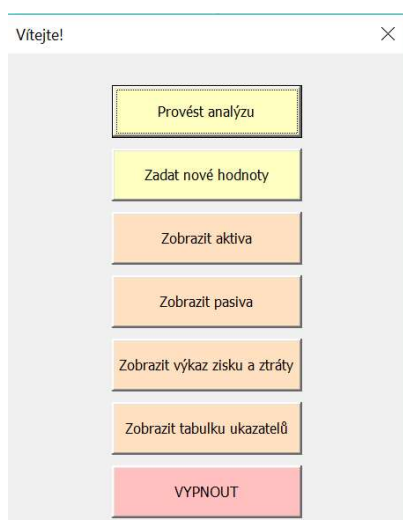 Vítejte!
Provést analýzu
Zadat nové hodnoty
Zobrazit aktiva
Zobrazit pasiva
Zobrazit výkaz zisku a ztráty
Zobrazit tabulku ukazatelů
VYPNOUT